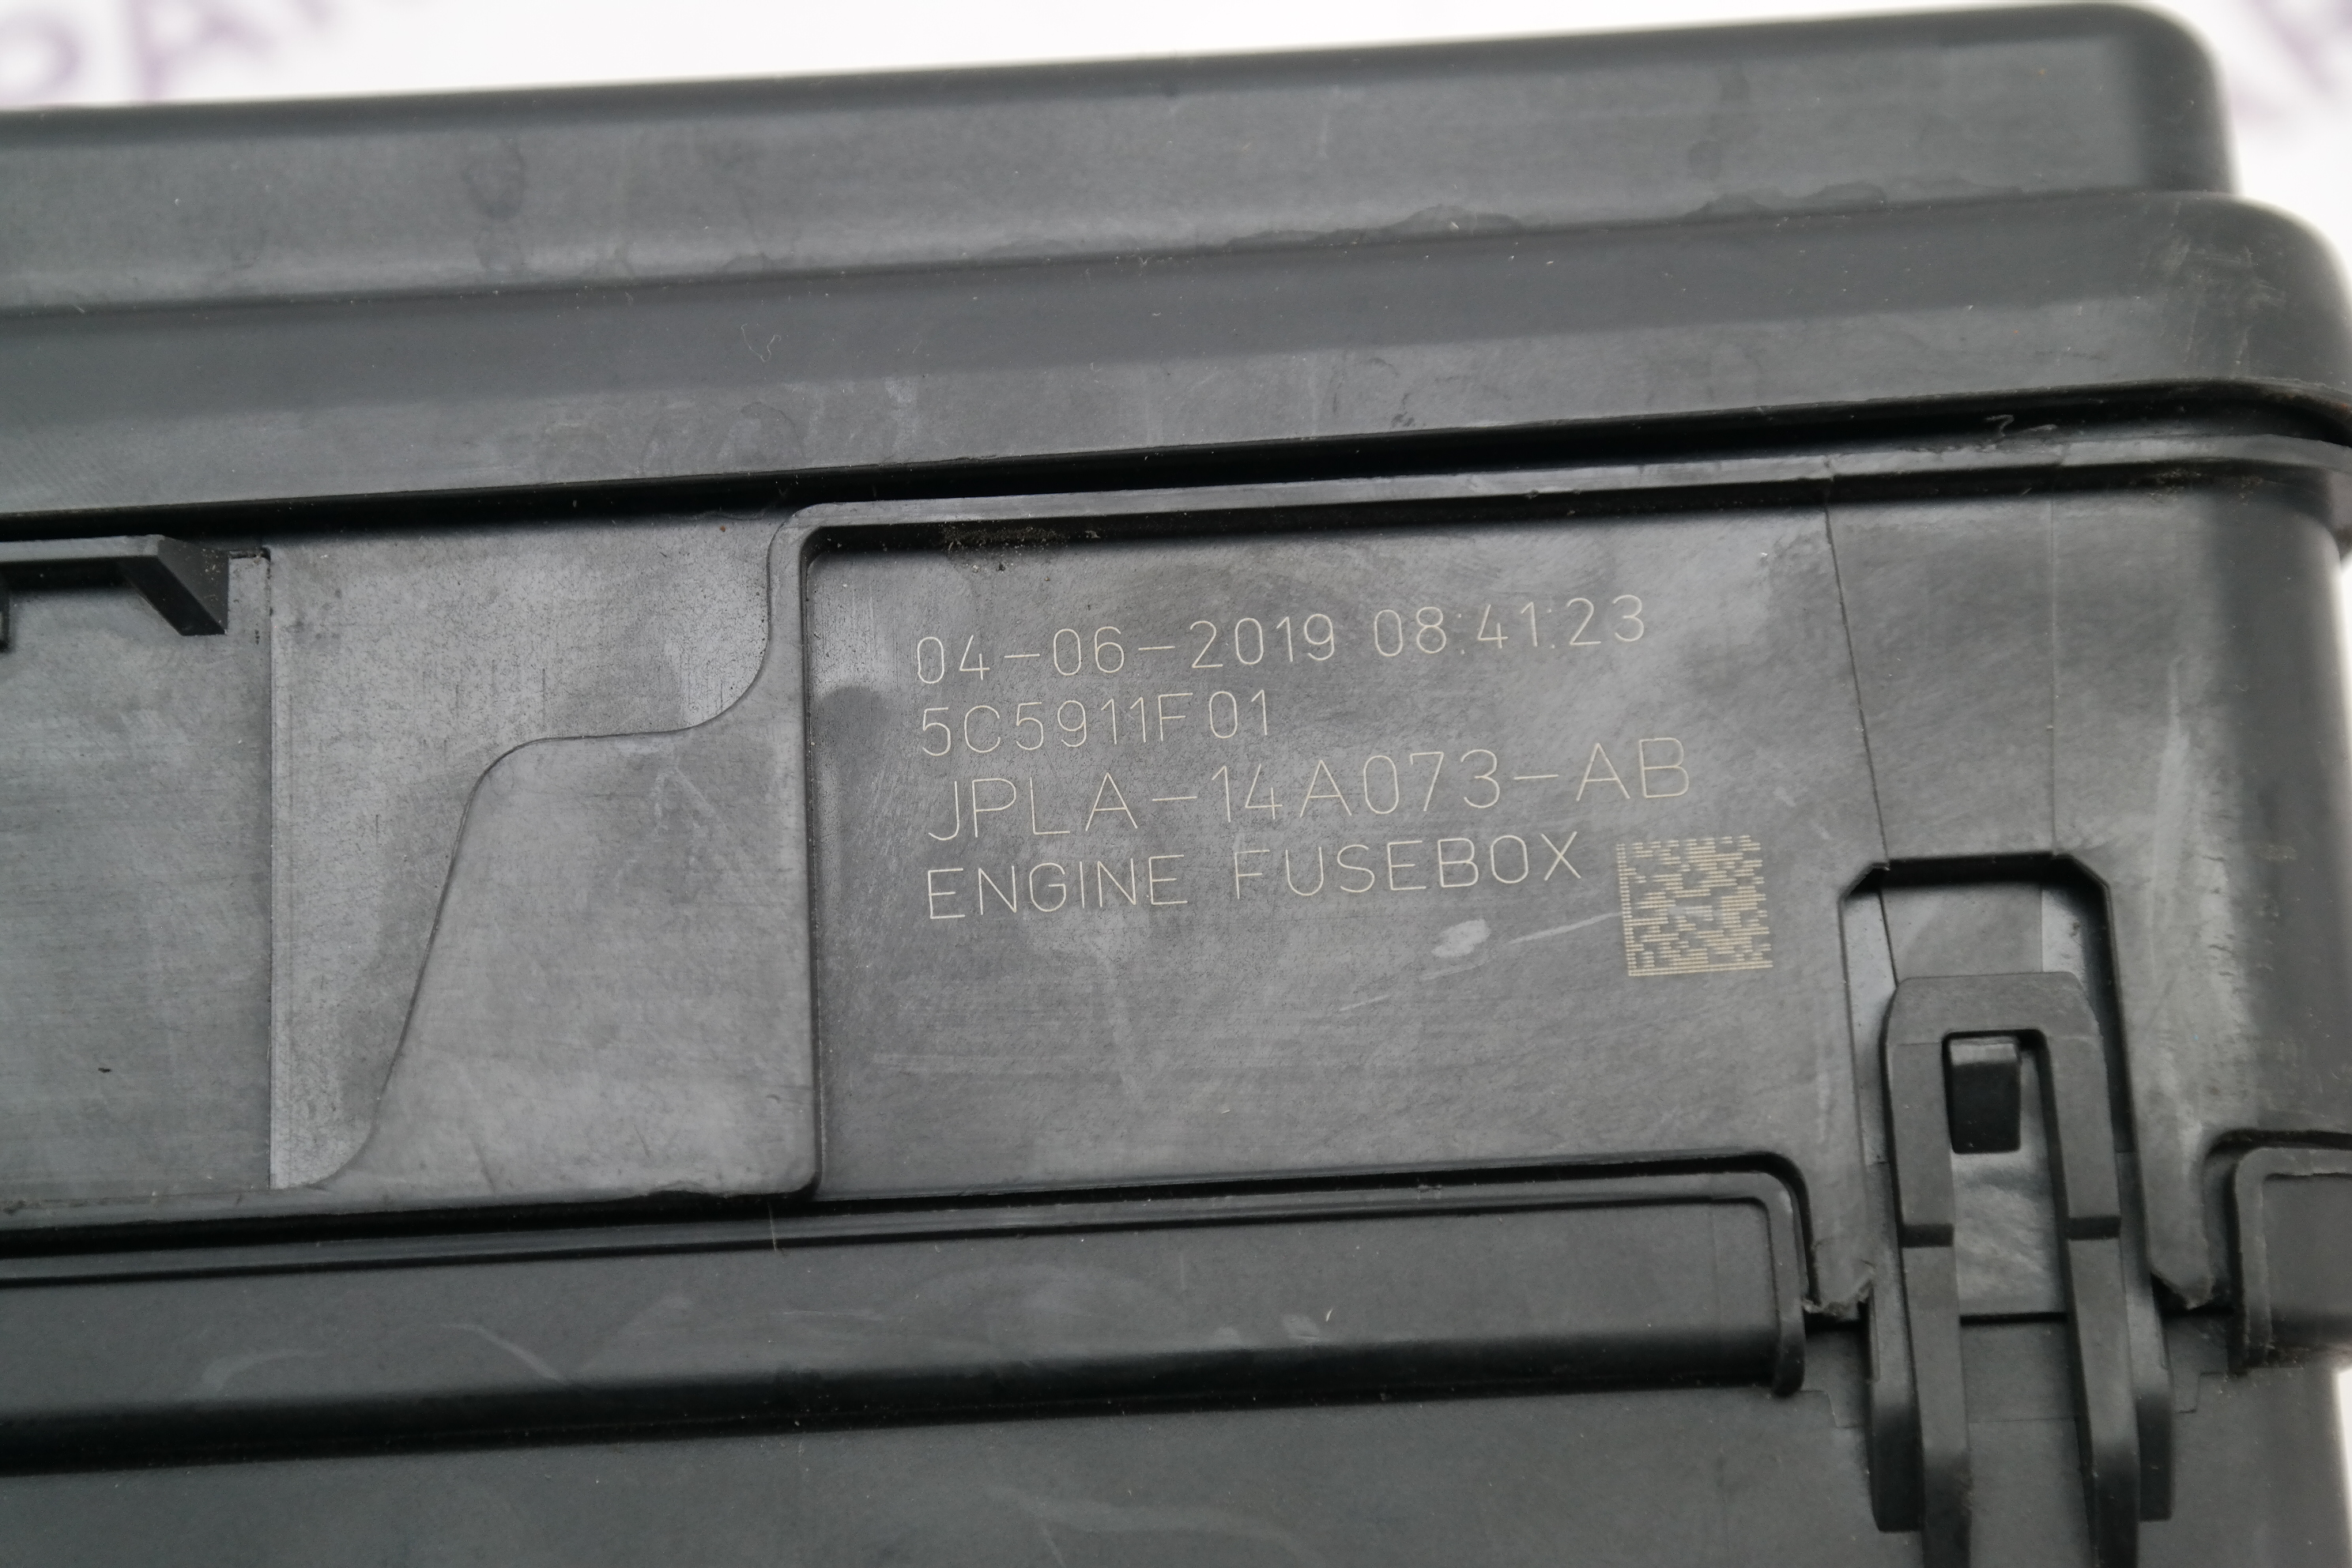 04-06-2019 08:41:23
5C5911F01
JPLA-14A073-AB
ENGINE FUSEBOX